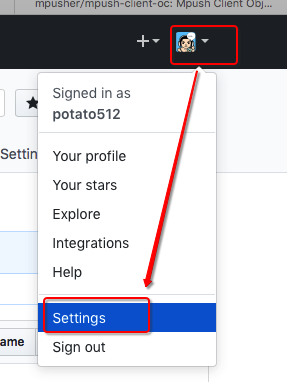 mpusher/mpush-client-oc: Mpush Client Obj...
Signed in as
potato512
Settin
Your profile
Your stars
Explore
Integrations
Help
Settings
ame
Sign out